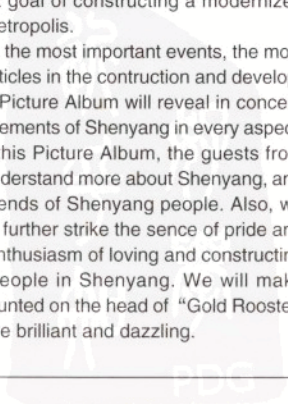 goal of constructing a modernize
etropolis.
the most important events, the mo
ticles in the contruction and develop
Picture Album will reveal in conce
ements of Shenyang in every aspec
his Picture Album, the guests fro
derstand more about Shenyang, an
ends of Shenyang people. Also, w
further strike the sence of pride an
nthusiasm of loving and constructin
eople in Shenyang. We will mak
unted on the head of "Gold Rooste
e brilliant and dazzling.
PDG